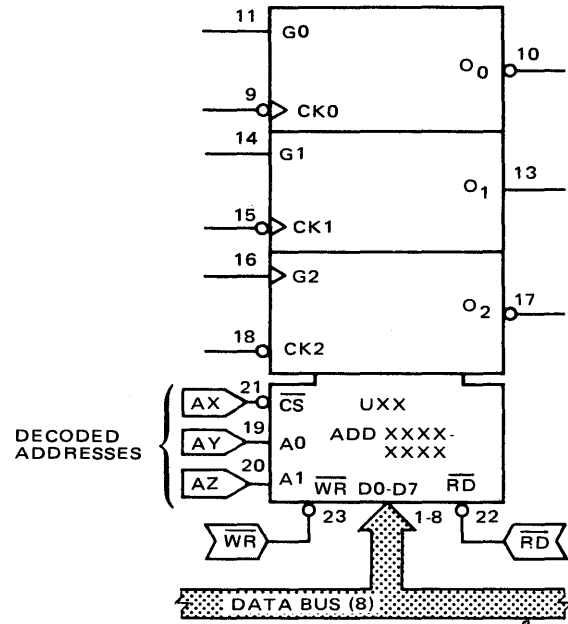 11
G0
O0
10
9
CK0
14
G1
O1
13
15
CK1
16
G2
O2
17
18
CK2
DECODED
ADDRESSES
AX
21
CS
UXX
AY
19
A0
ADD XXXX-
XXXX
AZ
20
A1
WR D0-D7 RD
23
1-8
22
WR
RD
DATA BUS (8)